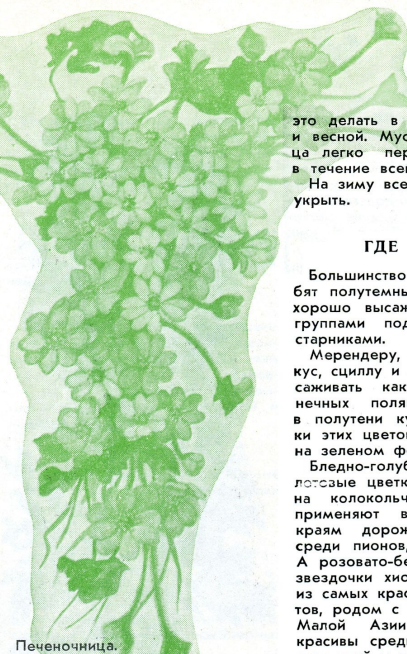 это делать в
и весной. Мус
ца легко пер
в течение все
На зиму все
укрыть.
ГДЕ
Большинство
бят полутемны
хорошо высаж
группами под
старниками.
Мерендеру,
кус, сциллу и
саживать как
нечных поля
в полутени ку
ки этих цвето
на зеленом ф
Бледно-голуб
лотовые цветк
на колокольч
применяют в
краям дорож
среди пионов,
А розовато-бе
звездочки хис
из самых крас
тов, родом с
Малой Азии
красивы сред
Печеночница.